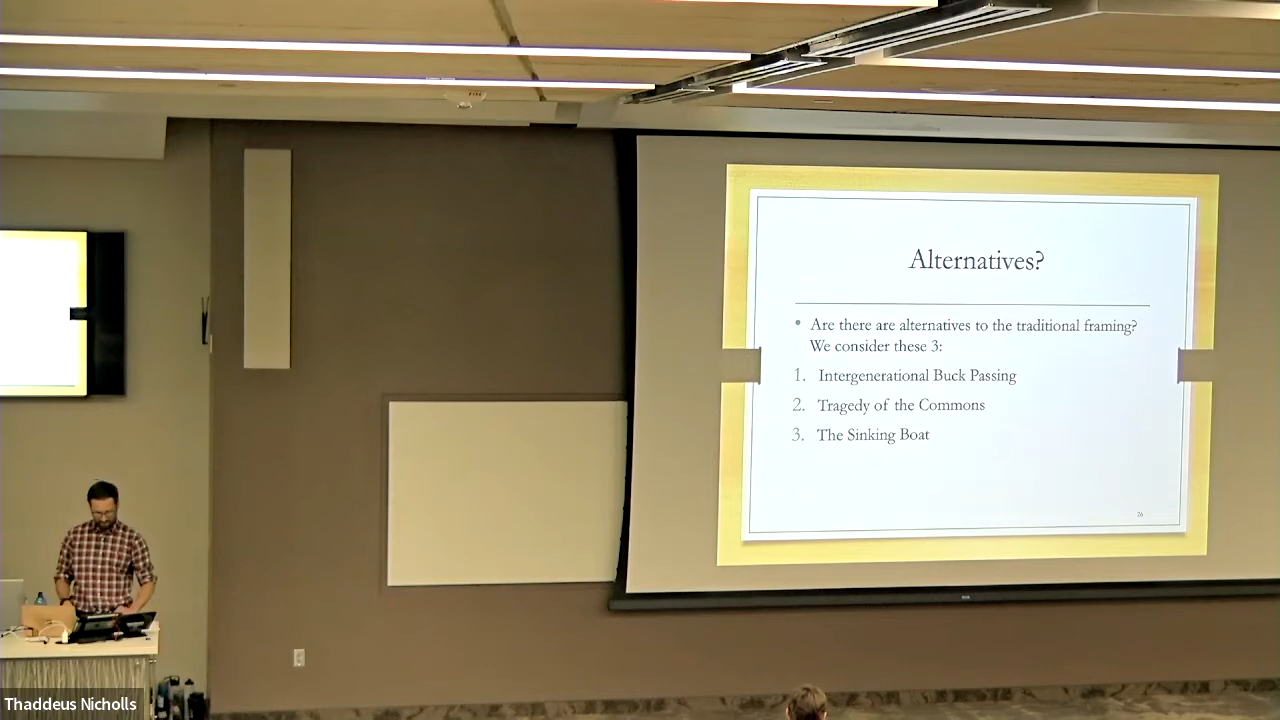 Alternatives?
Are there are alternatives to the traditional framing?
We consider these 3:
1. Intergenerational Buck Passing
2. Tragedy of the Commons
3. The Sinking Boat
26
Thaddeus Nicholls